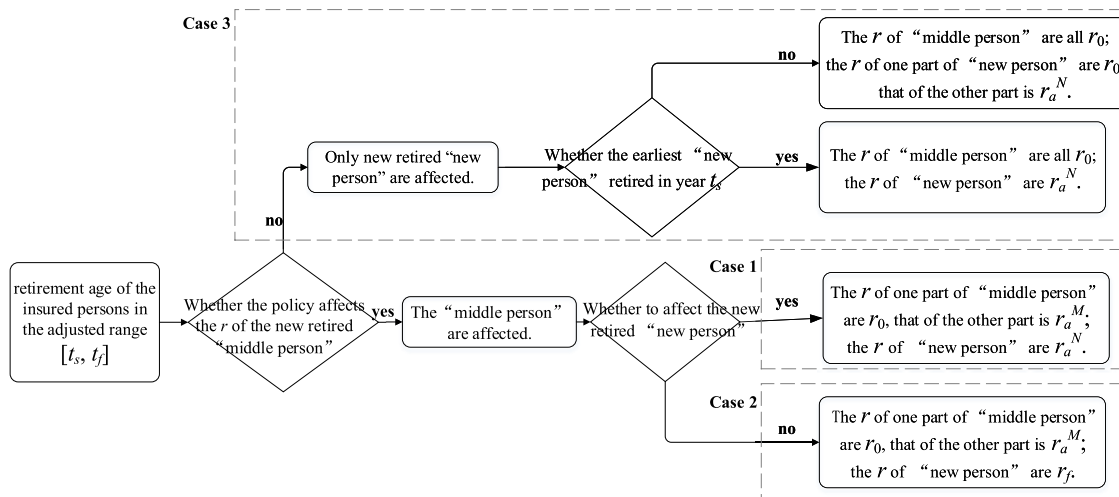 Case 3
no
The r of “middle person” are all r₀;
the r of one part of “new person” are r₀
that of the other part is rₐᴺ.
Only new retired “new
person” are affected.
Whether the earliest “new
person” retired in year tₛ
yes
The r of “middle person” are all r₀;
the r of “new person” are rₐᴺ.
no
retirement age of the
insured persons in
the adjusted range
[tₛ, t_f]
Whether the policy affects
the r of the new retired
“middle person”
yes
The “middle person”
are affected.
Whether to affect the new
retired “new person”
Case 1
yes
The r of one part of “middle person”
are r₀, that of the other part is rₐᴹ;
the r of “new person” are rₐᴺ.
Case 2
no
The r of one part of “middle person”
are r₀, that of the other part is rₐᴹ;
the r of “new person” are r_f.